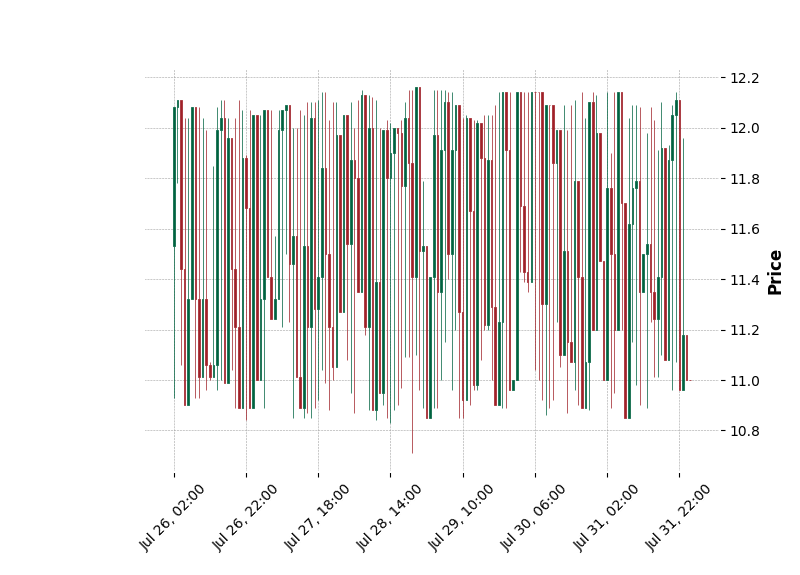 12.2
12.0
11.8
11.6
11.4
11.2
11.0
10.8
Price
Jul 26, 02:00
Jul 26, 22:00
Jul 27, 18:00
Jul 28, 14:00
Jul 29, 10:00
Jul 30, 06:00
Jul 31, 02:00
Jul 31, 22:00